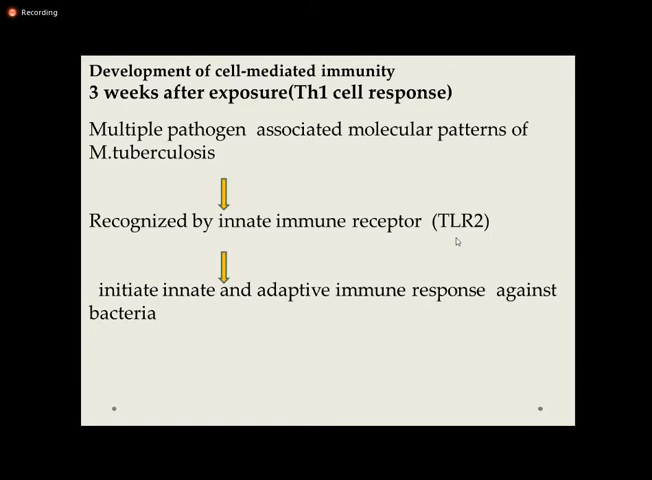 Recording
Development of cell-mediated immunity
3 weeks after exposure(Th1 cell response)
Multiple pathogen associated molecular patterns of
M.tuberculosis
Recognized by innate immune receptor (TLR2)
initiate innate and adaptive immune response against
bacteria